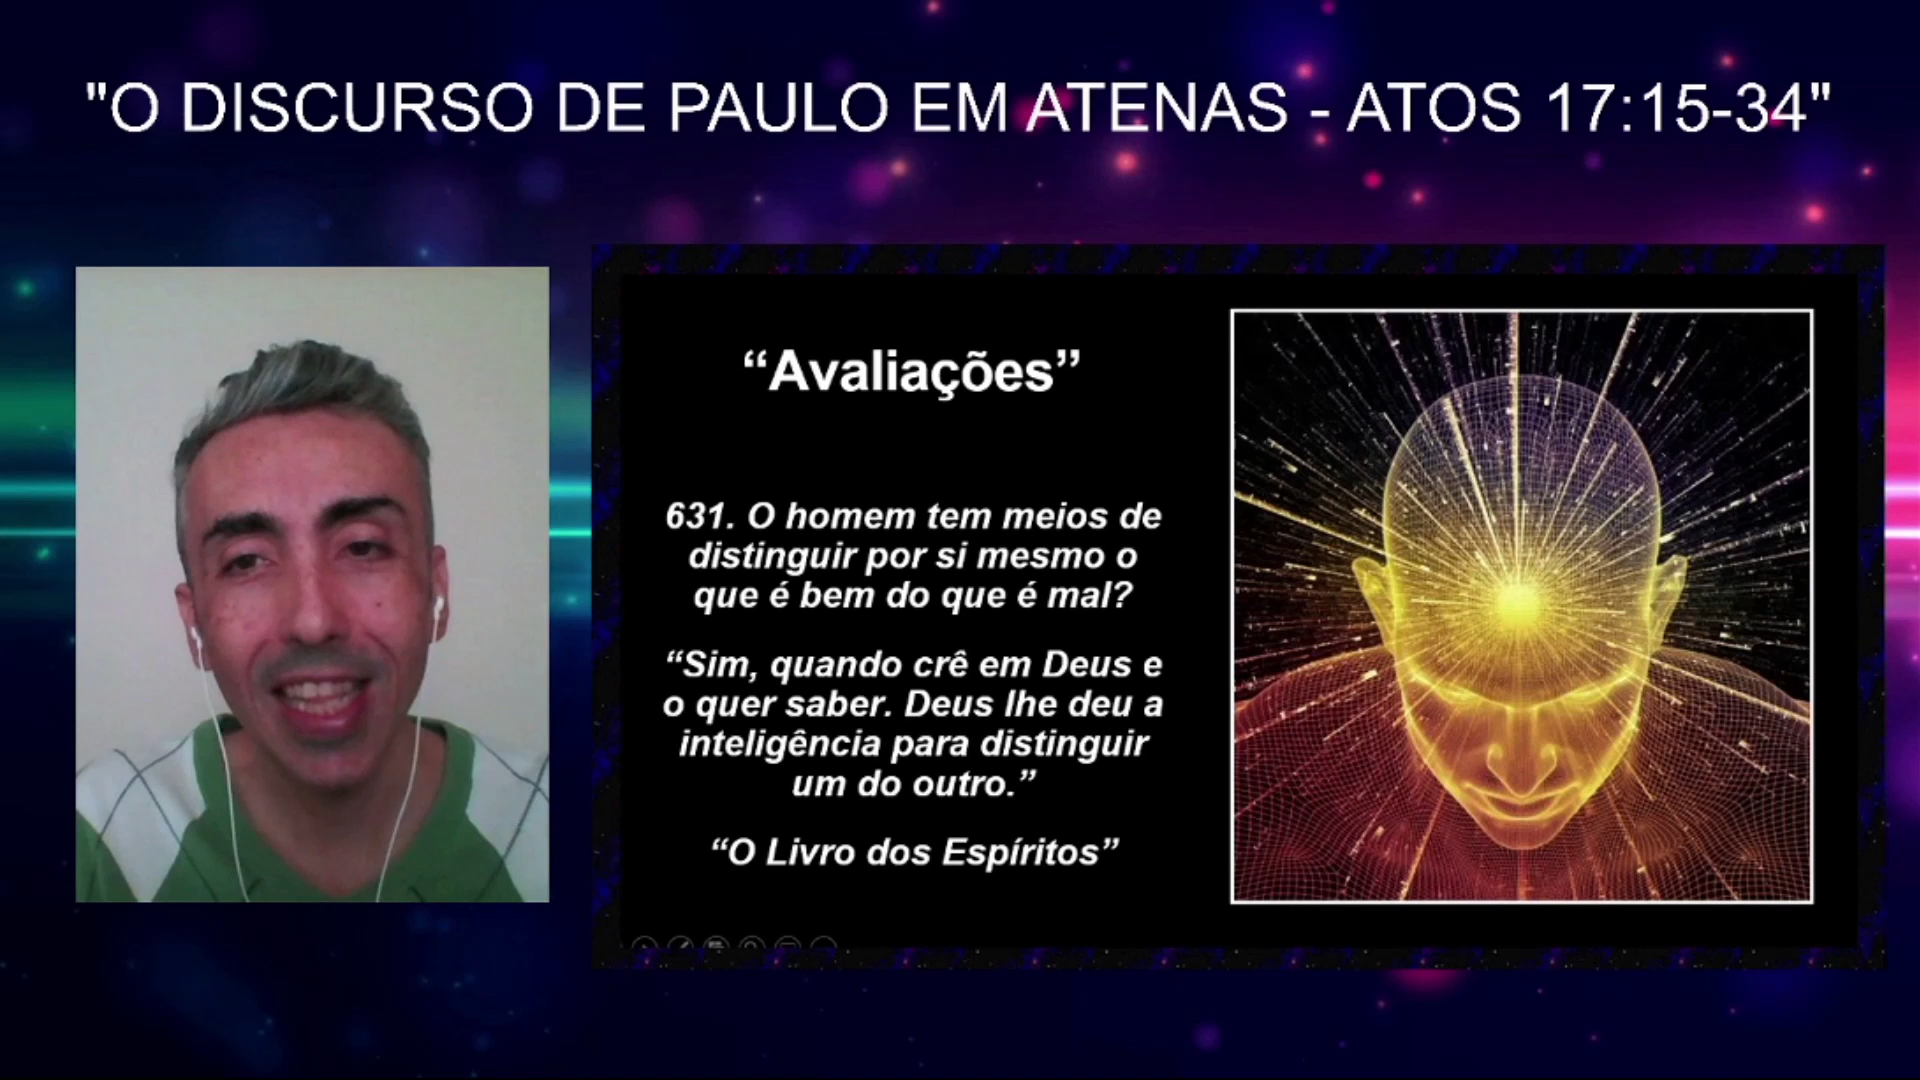 "O DISCURSO DE PAULO EM ATENAS - ATOS 17:15-34"
“Avaliações”
631. O homem tem meios de
distinguir por si mesmo o
que é bem do que é mal?
“Sim, quando crê em Deus e
o quer saber. Deus lhe deu a
inteligência para distinguir
um do outro.”
“O Livro dos Espíritos”